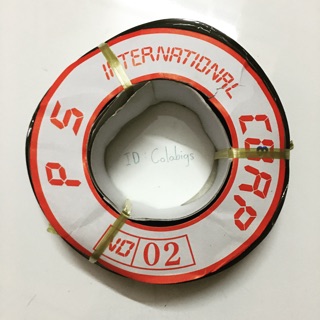 PS INTERNATIONAL CORP
NO 02
ID Calabigs